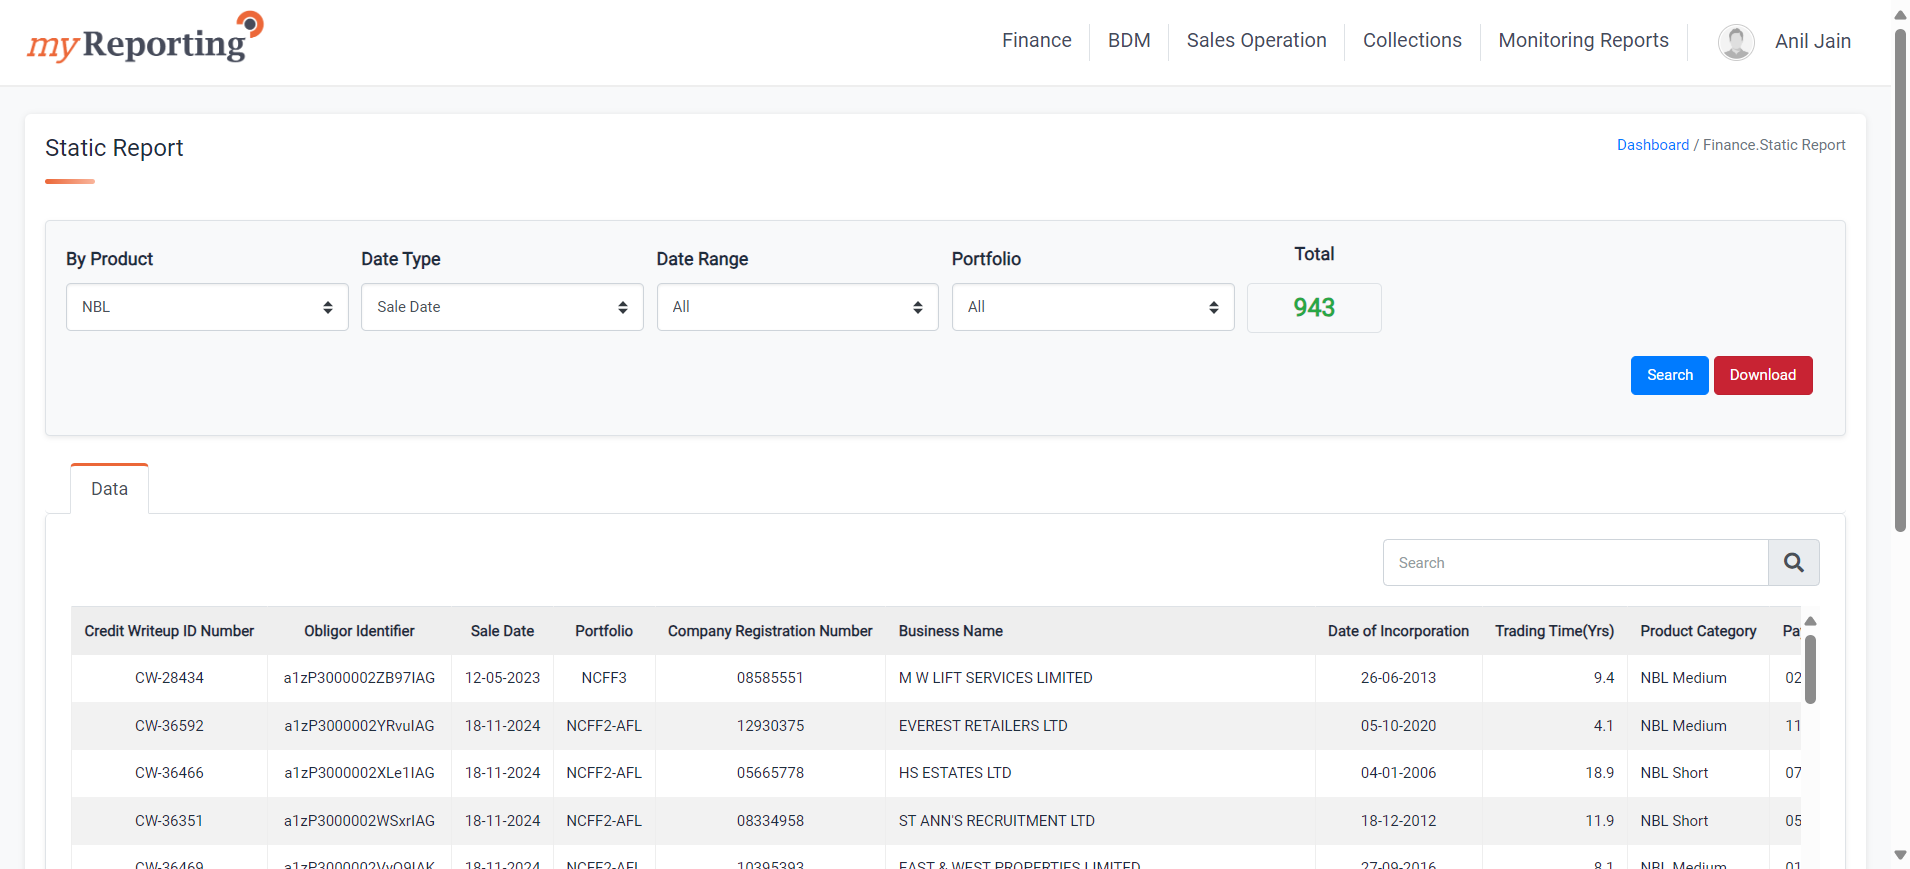 myReporting
Finance BDM Sales Operation Collections Monitoring Reports Anil Jain
Static Report
Dashboard / Finance.Static Report
By Product Date Type Date Range Portfolio Total
NBL Sale Date All All 943
Search Download
Data
Search
Credit Writeup ID Number Obligor Identifier Sale Date Portfolio Company Registration Number Business Name Date of Incorporation Trading Time(Yrs) Product Category
CW-28434 a1zP3000002ZB97IAG 12-05-2023 NCFF3 08585551 M W LIFT SERVICES LIMITED 26-06-2013 9.4 NBL Medium 02
CW-36592 a1zP3000002YRvuIAG 18-11-2024 NCFF2-AFL 12930375 EVEREST RETAILERS LTD 05-10-2020 4.1 NBL Medium 11
CW-36466 a1zP3000002XLe1IAG 18-11-2024 NCFF2-AFL 05665778 HS ESTATES LTD 04-01-2006 18.9 NBL Short 07
CW-36351 a1zP3000002WSxrIAG 18-11-2024 NCFF2-AFL 08334958 ST ANN'S RECRUITMENT LTD 18-12-2012 11.9 NBL Short 05
CW-36469 18-11-2024 NCFF2-AFL 10395393 EAST & WEST PROPERTIES LIMITED 27-09-2016 8.1 NBL Medium 01